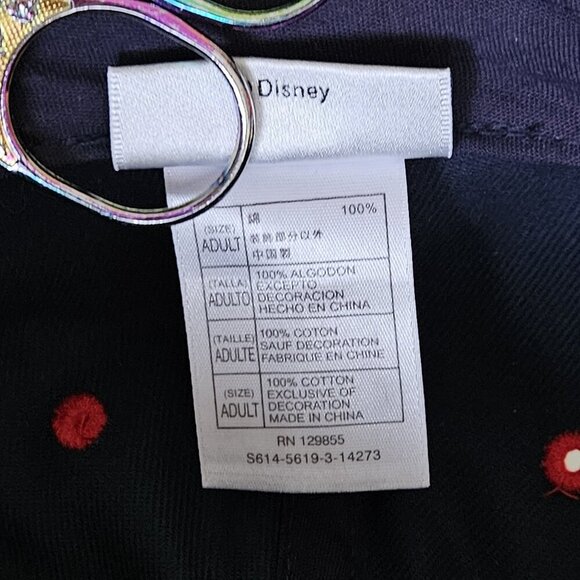 Disney
綿 100%
(SIZE) 装飾部分以外
ADULT 中国製
(TALLA) 100% ALGODON
ADULTO EXCEPTO
DECORACION
HECHO EN CHINA
(TAILLE) 100% COTON
ADULTE SAUF DECORATION
FABRIQUE EN CHINE
(SIZE) 100% COTTON
ADULT EXCLUSIVE OF
DECORATION
MADE IN CHINA
RN 129855
S614-5619-3-14273